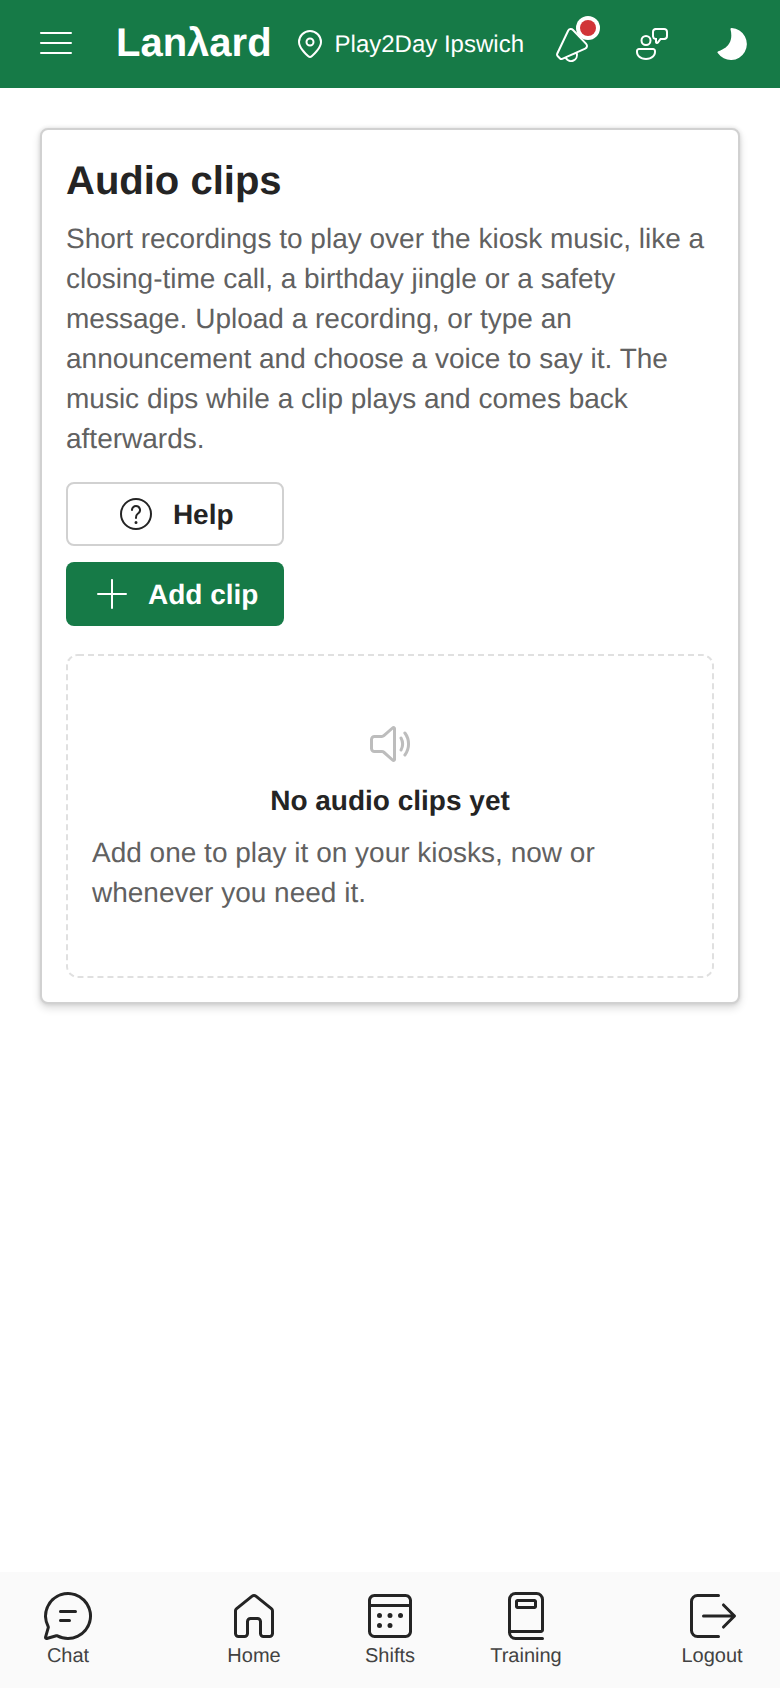 Lanλard
Play2Day Ipswich
Audio clips
Short recordings to play over the kiosk music, like a
closing-time call, a birthday jingle or a safety
message. Upload a recording, or type an
announcement and choose a voice to say it. The
music dips while a clip plays and comes back
afterwards.
Help
Add clip
No audio clips yet
Add one to play it on your kiosks, now or
whenever you need it.
Chat
Home
Shifts
Training
Logout